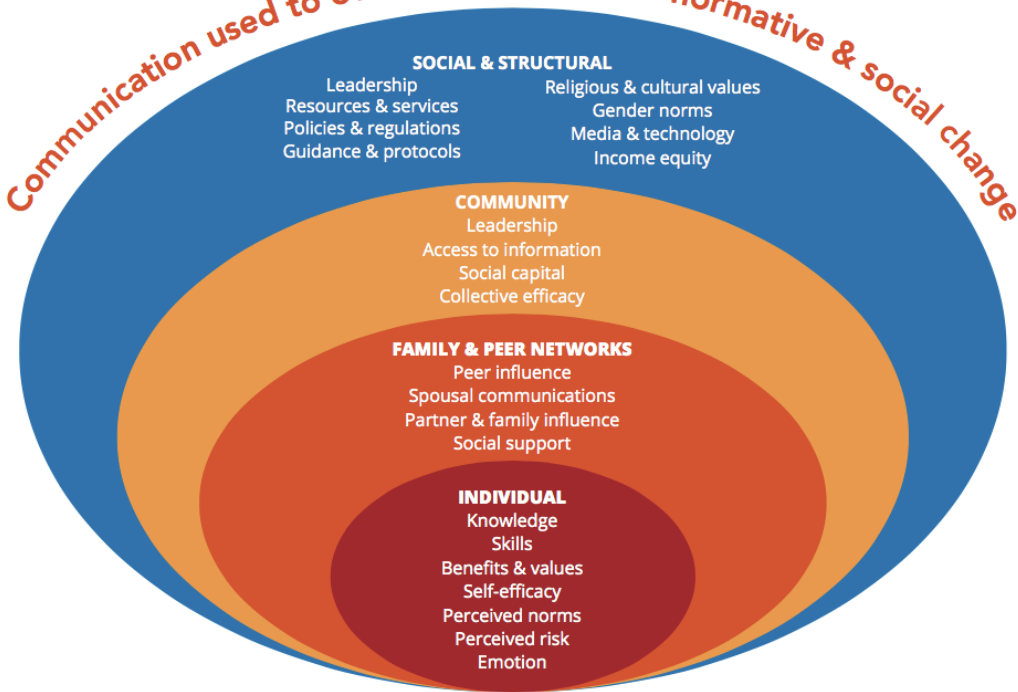 Communication used to
normative & social change
SOCIAL & STRUCTURAL
Leadership
Resources & services
Policies & regulations
Guidance & protocols
Religious & cultural values
Gender norms
Media & technology
Income equity
COMMUNITY
Leadership
Access to information
Social capital
Collective efficacy
FAMILY & PEER NETWORKS
Peer influence
Spousal communications
Partner & family influence
Social support
INDIVIDUAL
Knowledge
Skills
Benefits & values
Self-efficacy
Perceived norms
Perceived risk
Emotion